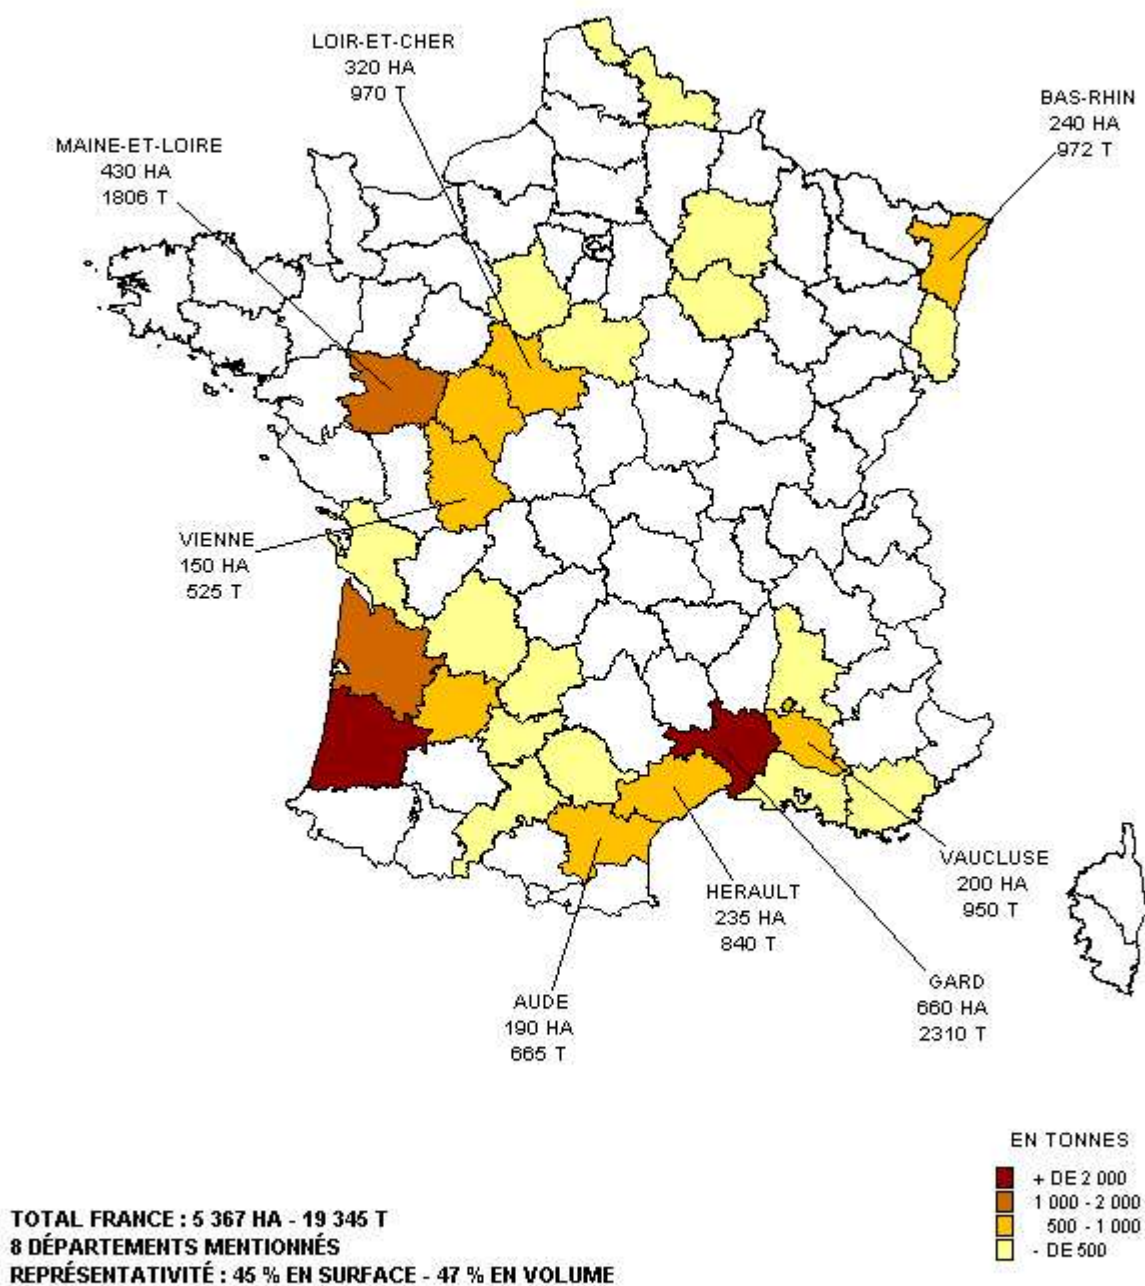 LOIR-ET-CHER
320 HA
970 T
BAS-RHIN
240 HA
972 T
MAINE-ET-LOIRE
430 HA
1806 T
VIENNE
150 HA
525 T
VAUCLUSE
200 HA
950 T
HERAULT
235 HA
840 T
GARD
660 HA
2310 T
AUDE
190 HA
665 T
EN TONNES
+ DE 2 000
1 000 - 2 000
500 - 1 000
- DE 500
TOTAL FRANCE : 5 367 HA - 19 345 T
8 DÉPARTEMENTS MENTIONNÉS
REPRÉSENTATIVITÉ : 45 % EN SURFACE - 47 % EN VOLUME